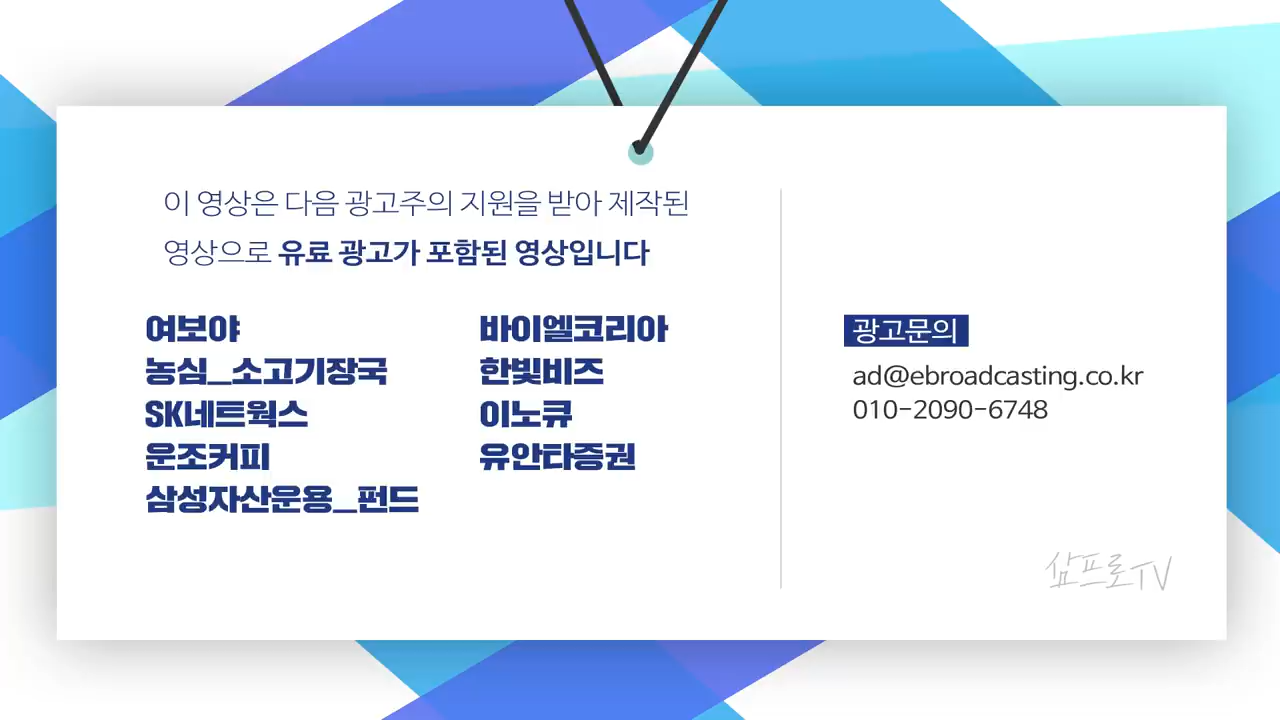 이 영상은 다음 광고주의 지원을 받아 제작된
영상으로 유료 광고가 포함된 영상입니다
여보야
농심_소고기장국
SK네트웍스
운조커피
삼성자산운용_펀드
바이엘코리아
한빛비즈
이노큐
유안타증권
광고문의
ad@ebroadcasting.co.kr
010-2090-6748
삼프로TV